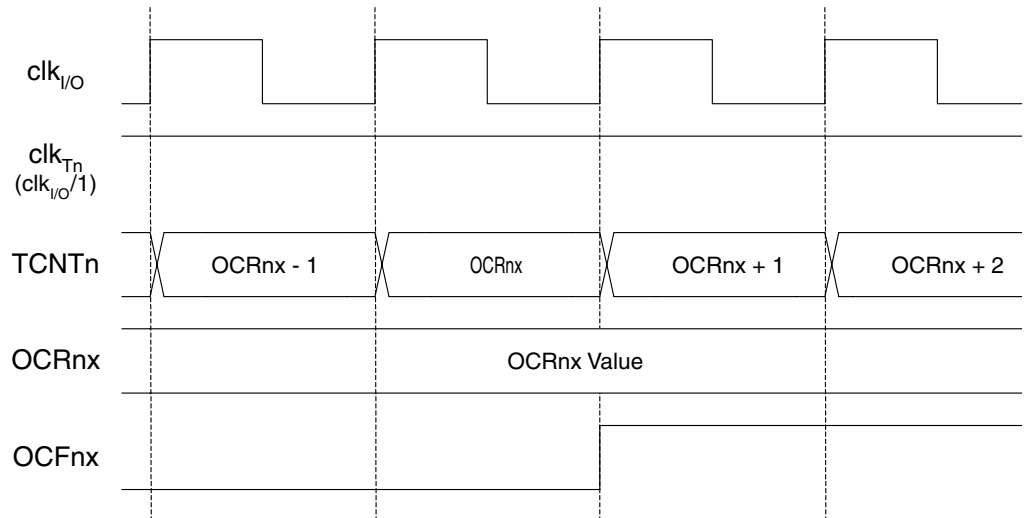 clkI/O
clkTn
(clkI/O/1)
TCNTn
OCRnx - 1
OCRnx
OCRnx + 1
OCRnx + 2
OCRnx
OCRnx Value
OCFnx